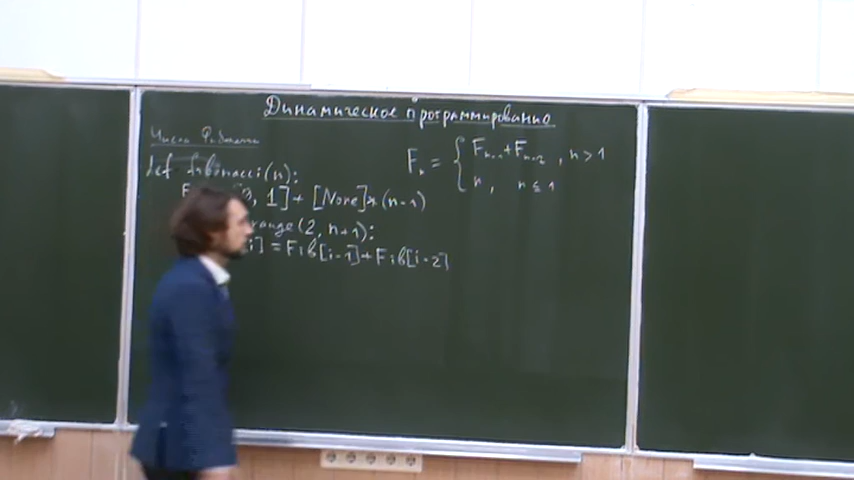 Динамическое программирование
Числа Фибоначчи
def fibonacci(n):
F , 1] + [None]*(n-1)
range(2, n+1):
[i] = Fib[i-1]+Fib[i-2]
Fₙ = { Fₙ₋₁+Fₙ₋₂ , n > 1
n , n ≤ 1